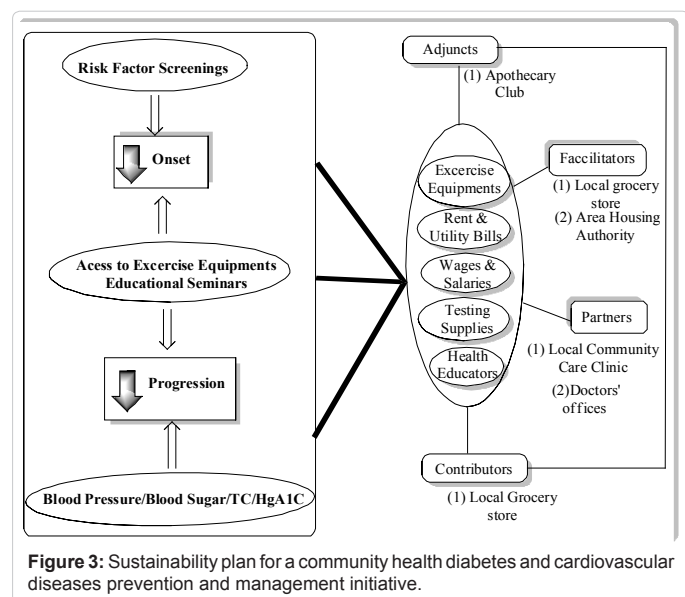 Risk Factor Screenings
Onset
Acess to Excercise Equipments
Educational Seminars
Progression
Blood Pressure/Blood Sugar/TC/HgA1C
Adjuncts
(1) Apothecary
Club
Excercise
Equipments
Rent &
Utility Bills
Wages &
Salaries
Testing
Supplies
Health
Educators
Faccilitators
(1) Local grocery
store
(2) Area Housing
Authority
Partners
(1) Local Community
Care Clinic
(2)Doctors'
offices
Contributors
(1) Local Grocery
store
Figure 3: Sustainability plan for a community health diabetes and cardiovascular
diseases prevention and management initiative.